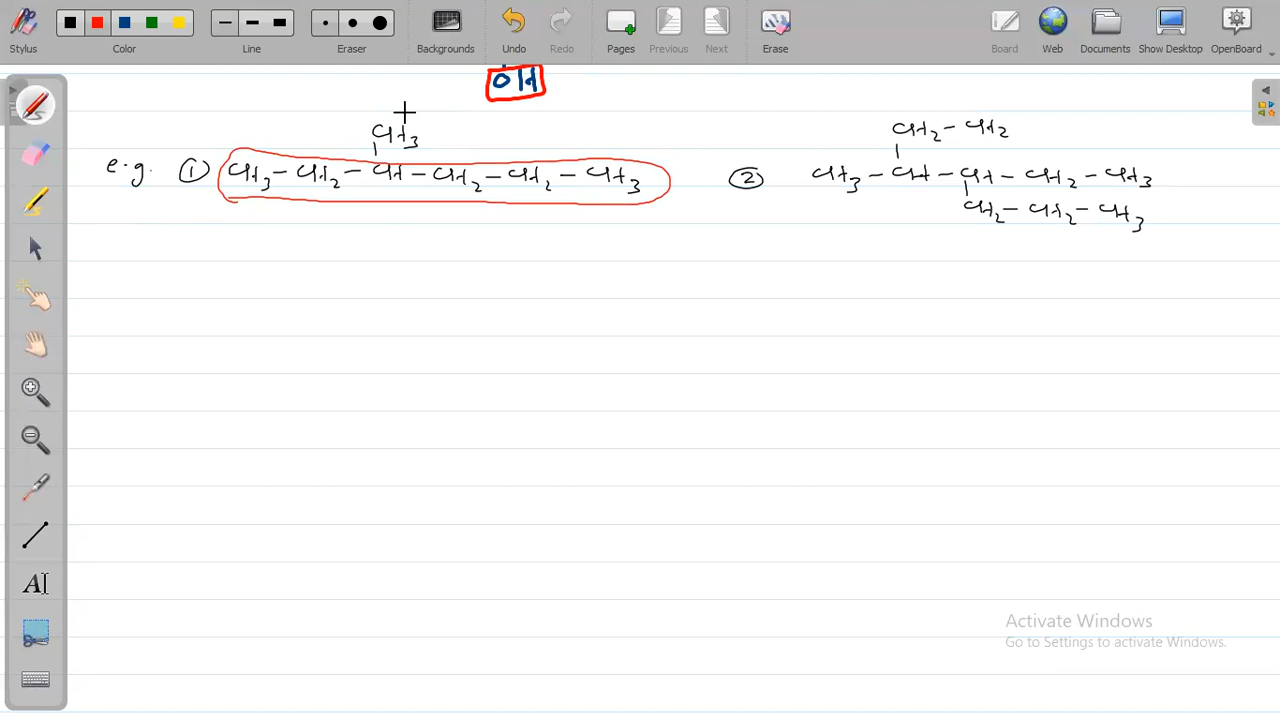 Stylus Color Line Eraser Backgrounds Undo Redo Pages Previous Next Erase Board Web Documents Show Desktop OpenBoard
OH
CH3
e.g. ① CH3 - CH2 - CH - CH2 - CH2 - CH3
CH2 - CH2
② CH3 - CH - CH - CH2 - CH3
CH2 - CH2 - CH3
AI
Activate Windows
Go to Settings to activate Windows.